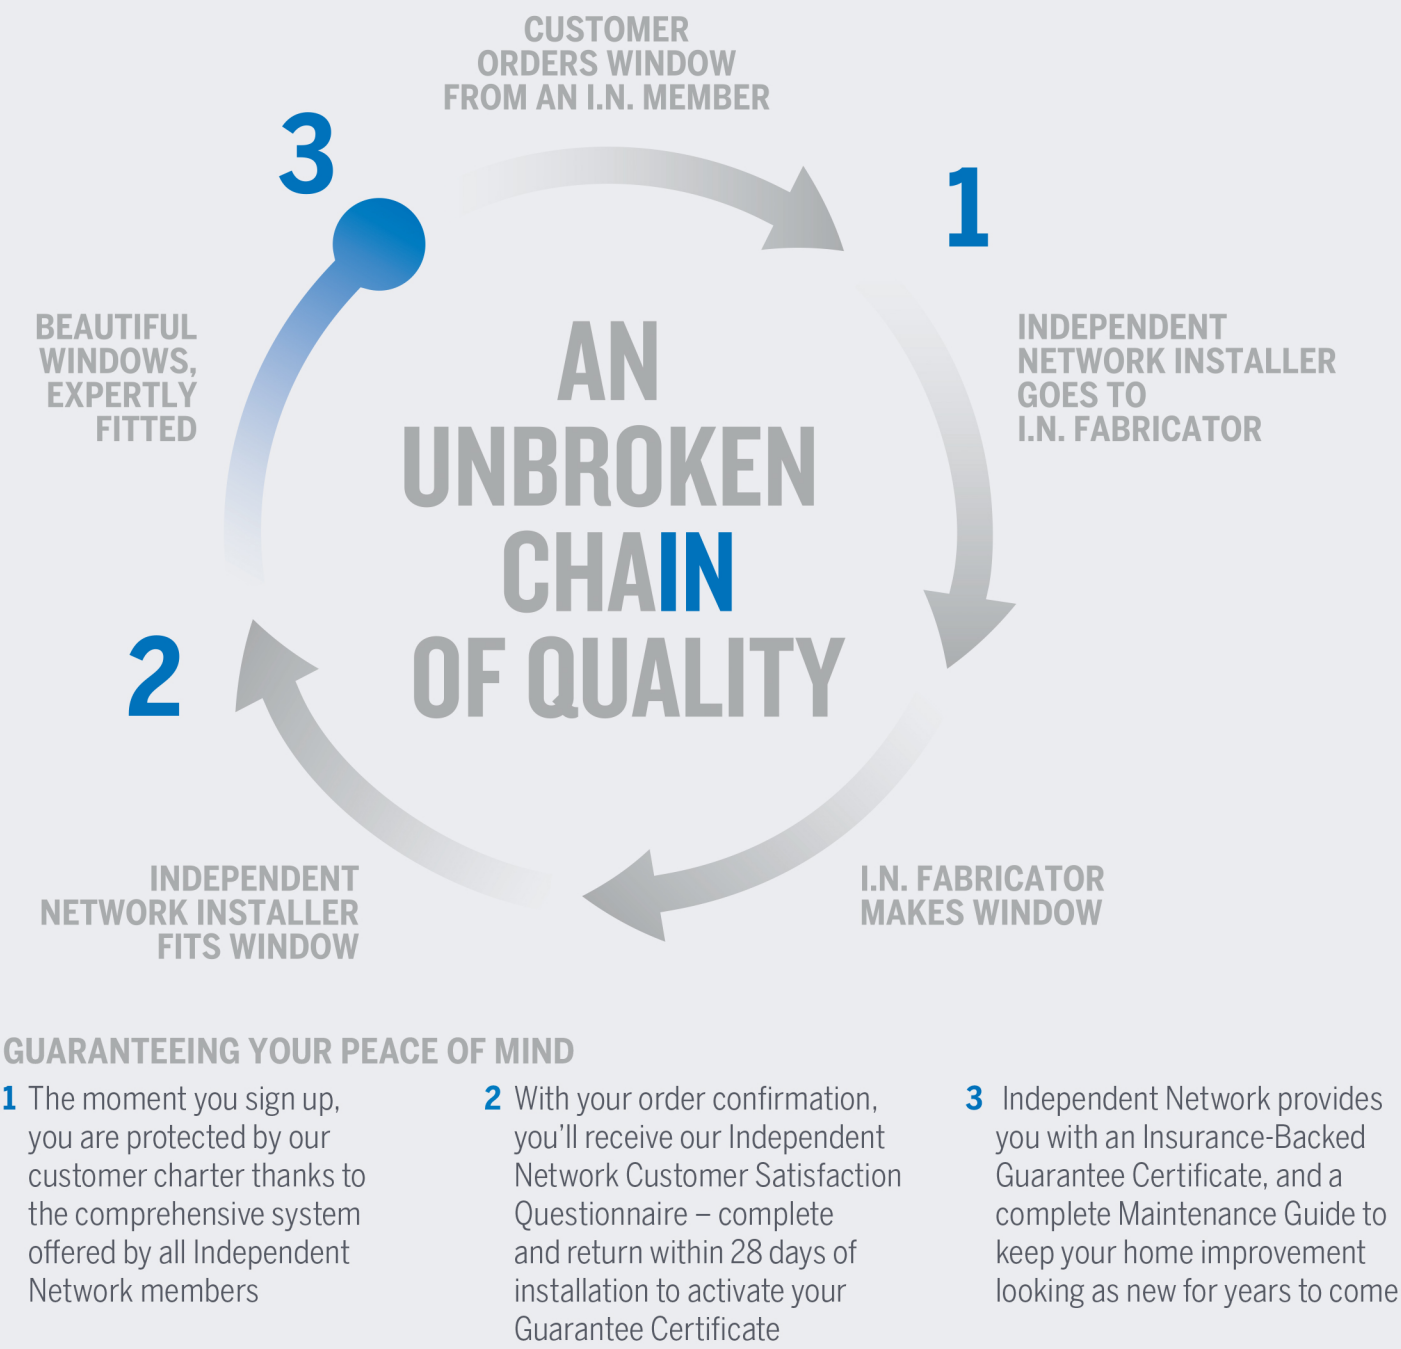 CUSTOMER
ORDERS WINDOW
FROM AN I.N. MEMBER
3
1
BEAUTIFUL
WINDOWS,
EXPERTLY
FITTED
INDEPENDENT
NETWORK INSTALLER
GOES TO
I.N. FABRICATOR
AN
UNBROKEN
CHAIN
OF QUALITY
2
INDEPENDENT
NETWORK INSTALLER
FITS WINDOW
I.N. FABRICATOR
MAKES WINDOW
GUARANTEEING YOUR PEACE OF MIND
1 The moment you sign up,
you are protected by our
customer charter thanks to
the comprehensive system
offered by all Independent
Network members
2 With your order confirmation,
you'll receive our Independent
Network Customer Satisfaction
Questionnaire – complete
and return within 28 days of
installation to activate your
Guarantee Certificate
3 Independent Network provides
you with an Insurance-Backed
Guarantee Certificate, and a
complete Maintenance Guide to
keep your home improvement
looking as new for years to come